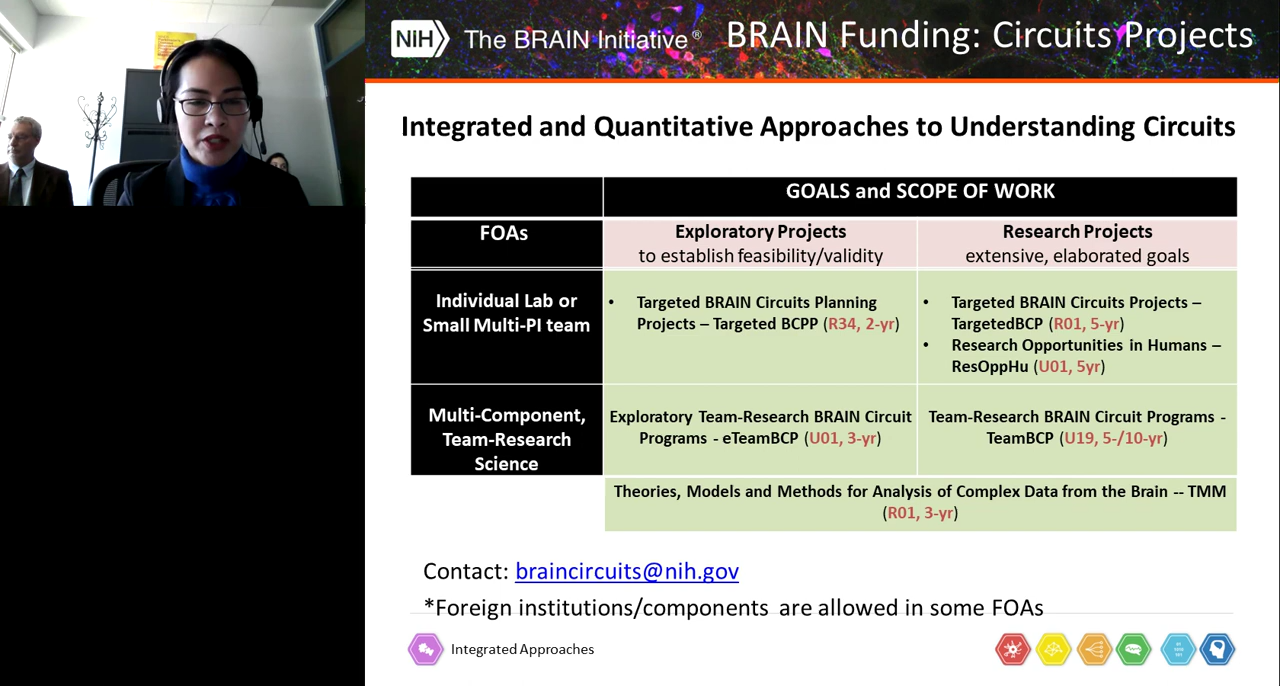 NIH The BRAIN Initiative® BRAIN Funding: Circuits Projects
Integrated and Quantitative Approaches to Understanding Circuits
GOALS and SCOPE OF WORK
FOAs
Exploratory Projects
to establish feasibility/validity
Research Projects
extensive, elaborated goals
Individual Lab or
Small Multi-PI team
• Targeted BRAIN Circuits Planning
Projects – Targeted BCPP (R34, 2-yr)
• Targeted BRAIN Circuits Projects –
TargetedBCP (R01, 5-yr)
• Research Opportunities in Humans –
ResOppHu (U01, 5yr)
Multi-Component,
Team-Research
Science
Exploratory Team-Research BRAIN Circuit
Programs - eTeamBCP (U01, 3-yr)
Team-Research BRAIN Circuit Programs -
TeamBCP (U19, 5-/10-yr)
Theories, Models and Methods for Analysis of Complex Data from the Brain -- TMM
(R01, 3-yr)
Contact: braincircuits@nih.gov
*Foreign institutions/components are allowed in some FOAs
Integrated Approaches